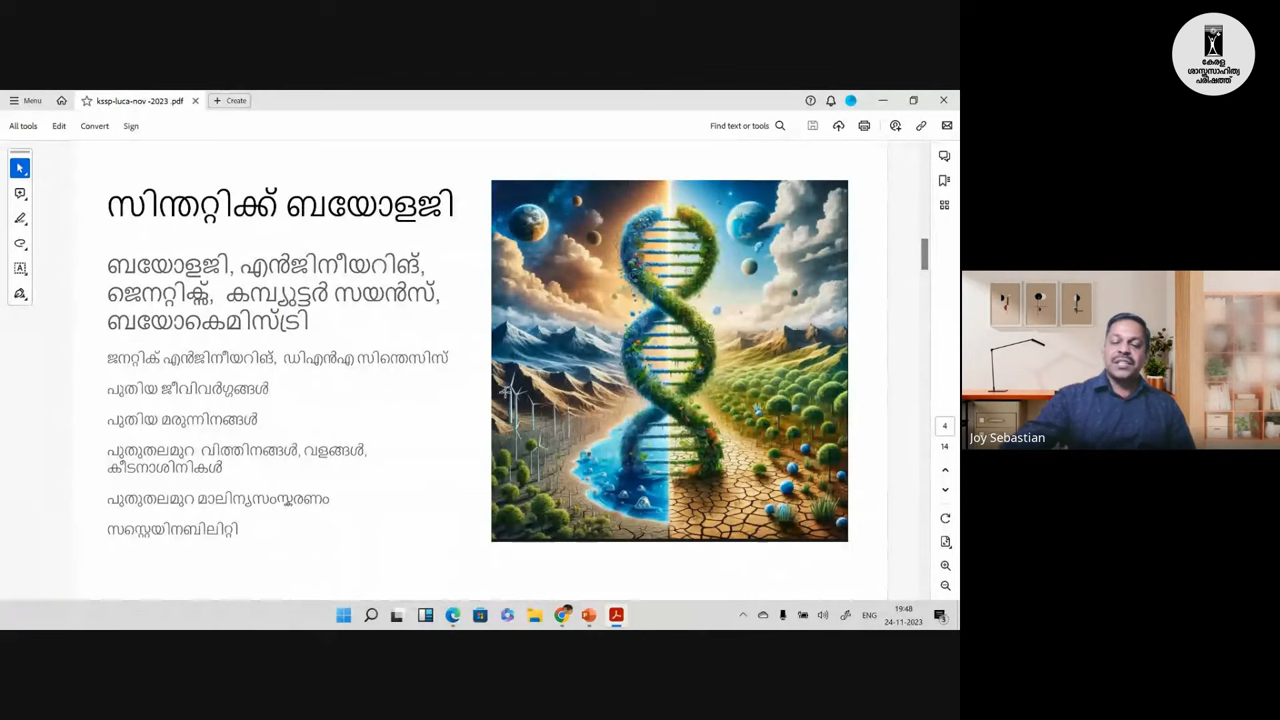 കേരള
ശാസ്ത്രസാഹിത്യ
പരിഷത്ത്
Menu
kssp-luca-nov -2023 .pdf
Create
All tools
Edit
Convert
Sign
Find text or tools
സിന്തറ്റിക്ക് ബയോളജി
ബയോളജി, എൻജിനീയറിങ്,
ജെനറ്റിക്സ്, കമ്പ്യുട്ടർ സയൻസ്,
ബയോകെമിസ്ട്രി
ജനറ്റിക് എൻജിനീയറിങ്, ഡിഎൻഎ സിന്തെസിസ്
പുതിയ ജീവിവർഗ്ഗങ്ങൾ
പുതിയ മരുന്നിനങ്ങൾ
പുതുതലമുറ വിത്തിനങ്ങൾ, വളങ്ങൾ,
കീടനാശിനികൾ
പുതുതലമുറ മാലിന്യസംസ്കരണം
സസ്റ്റെയിനബിലിറ്റി
4
14
Joy Sebastian
ENG
19:48
24-11-2023
3